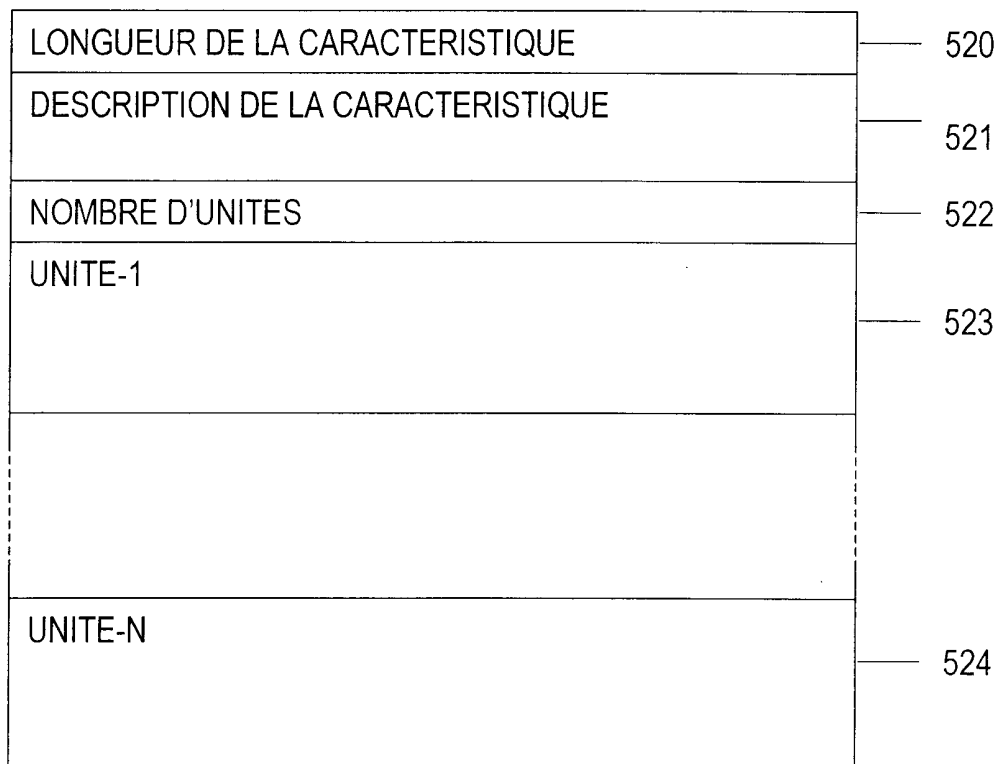 LONGUEUR DE LA CARACTERISTIQUE 520
DESCRIPTION DE LA CARACTERISTIQUE 521
NOMBRE D'UNITES 522
UNITE-1 523
UNITE-N 524